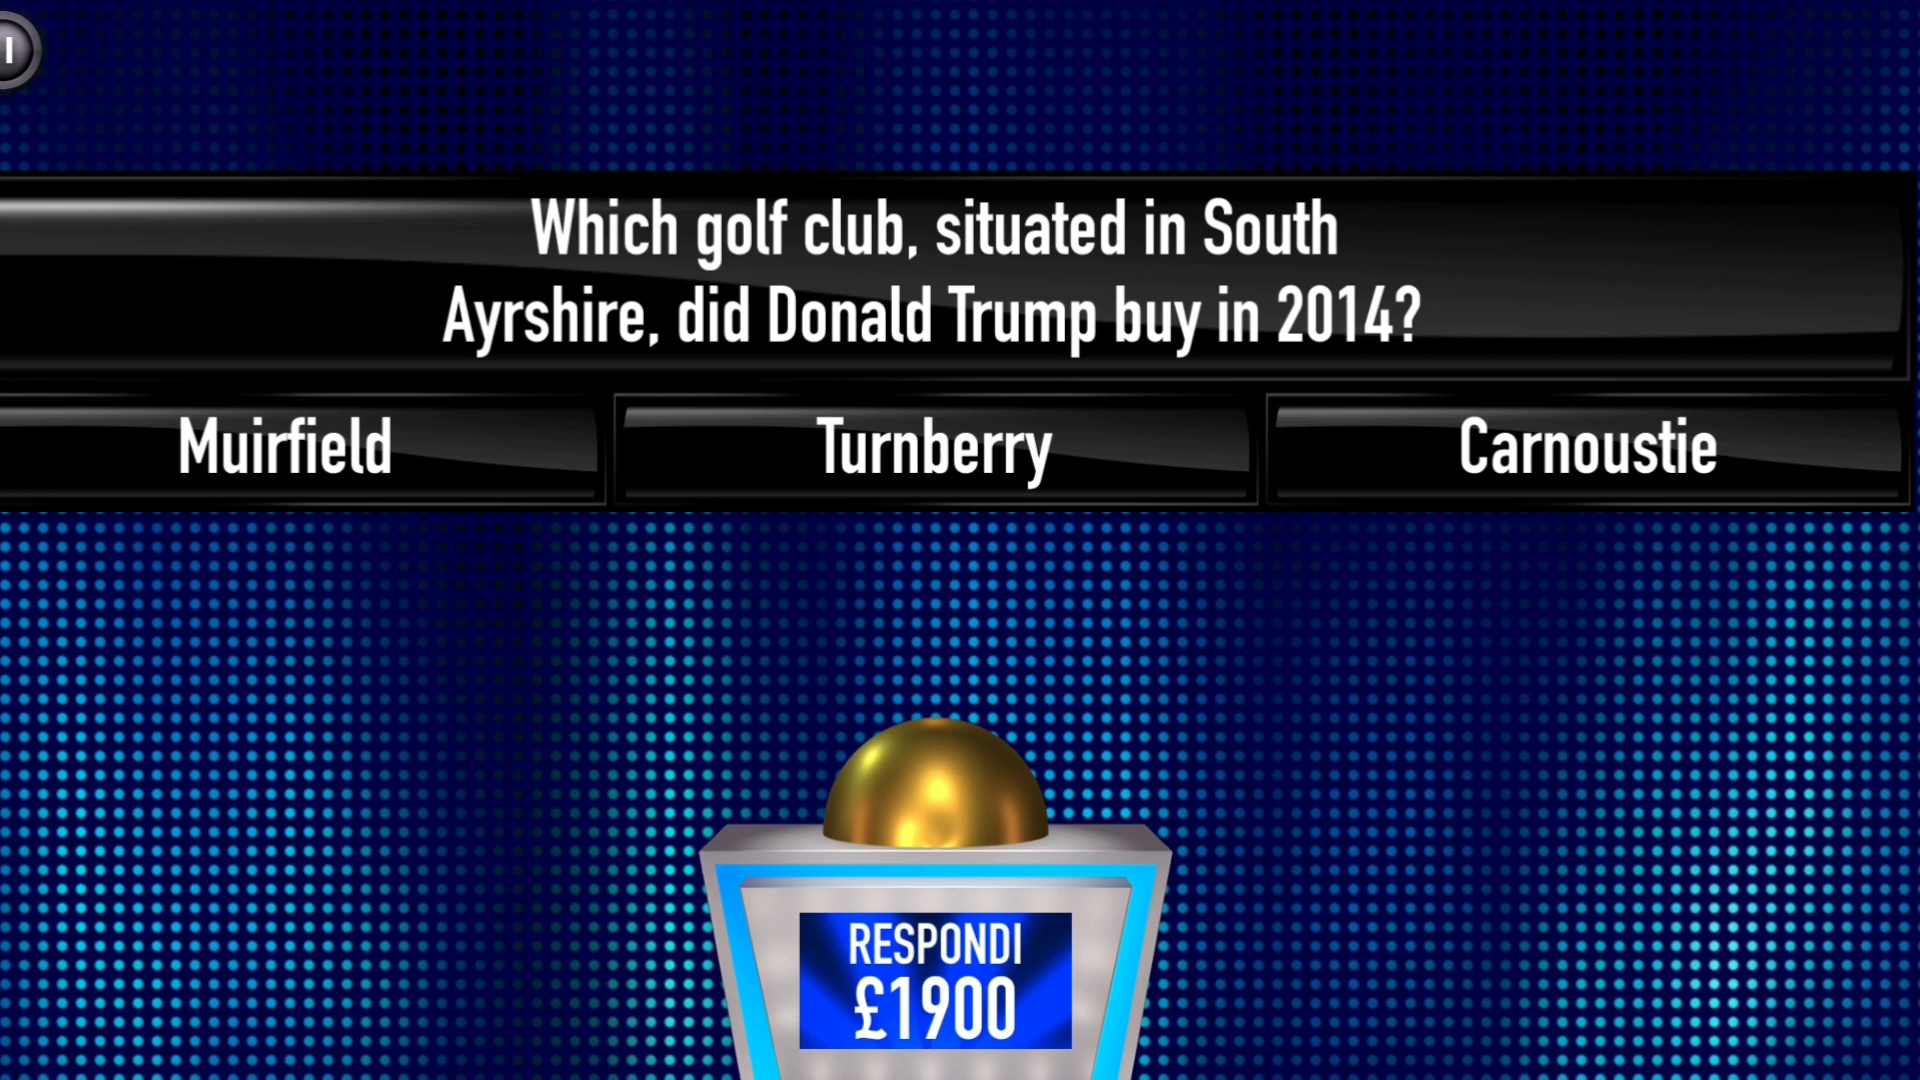 Which golf club, situated in South
Ayrshire, did Donald Trump buy in 2014?
Muirfield
Turnberry
Carnoustie
RESPONDI
£1900